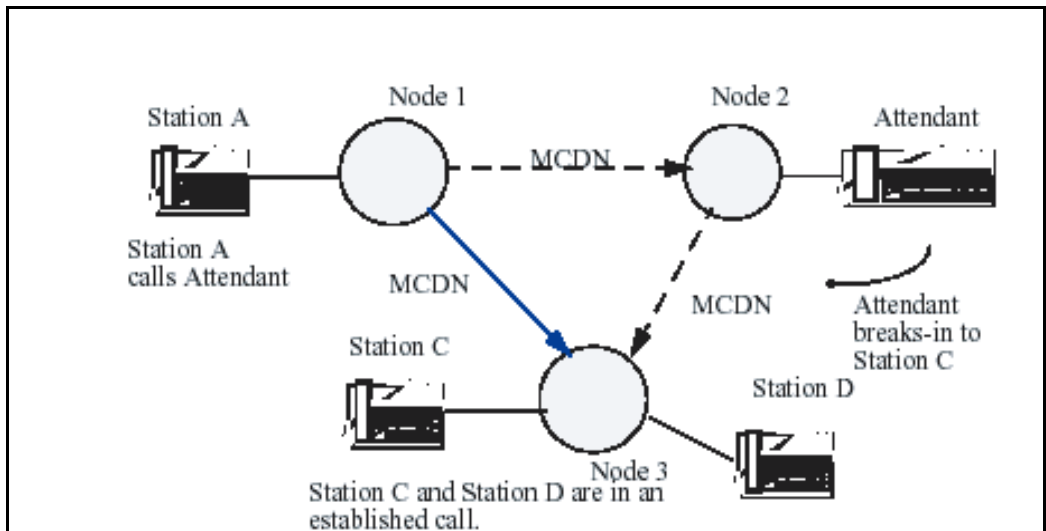 Node 1
Node 2
Station A
Attendant
MCDN
Station A
calls Attendant
MCDN
MCDN
Attendant
breaks-in to
Station C
Station C
Station D
Node 3
Station C and Station D are in an
established call.